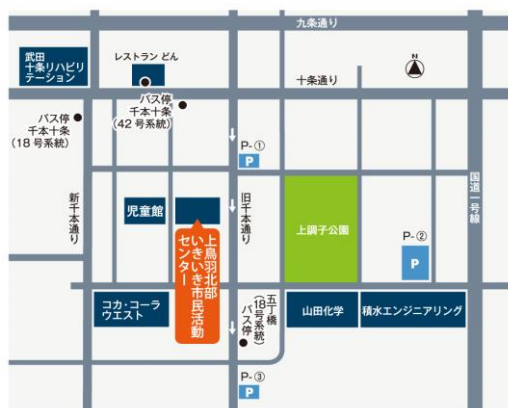 九条通り
武田
十条リハビリ
テーション
レストラン どん
十条通り
N
バス停
千本十条
(42号系統)
バス停
千本十条
(18号系統)
P-①
P
新千本通り
児童館
旧千本通り
上調子公園
国道一号線
P-②
P
上鳥羽北部
いきいき市民活動
センター
コカ・コーラ
ウエスト
五丁橋
(18号系統)
バス停
山田化学
積水エンジニアリング
P-③
P